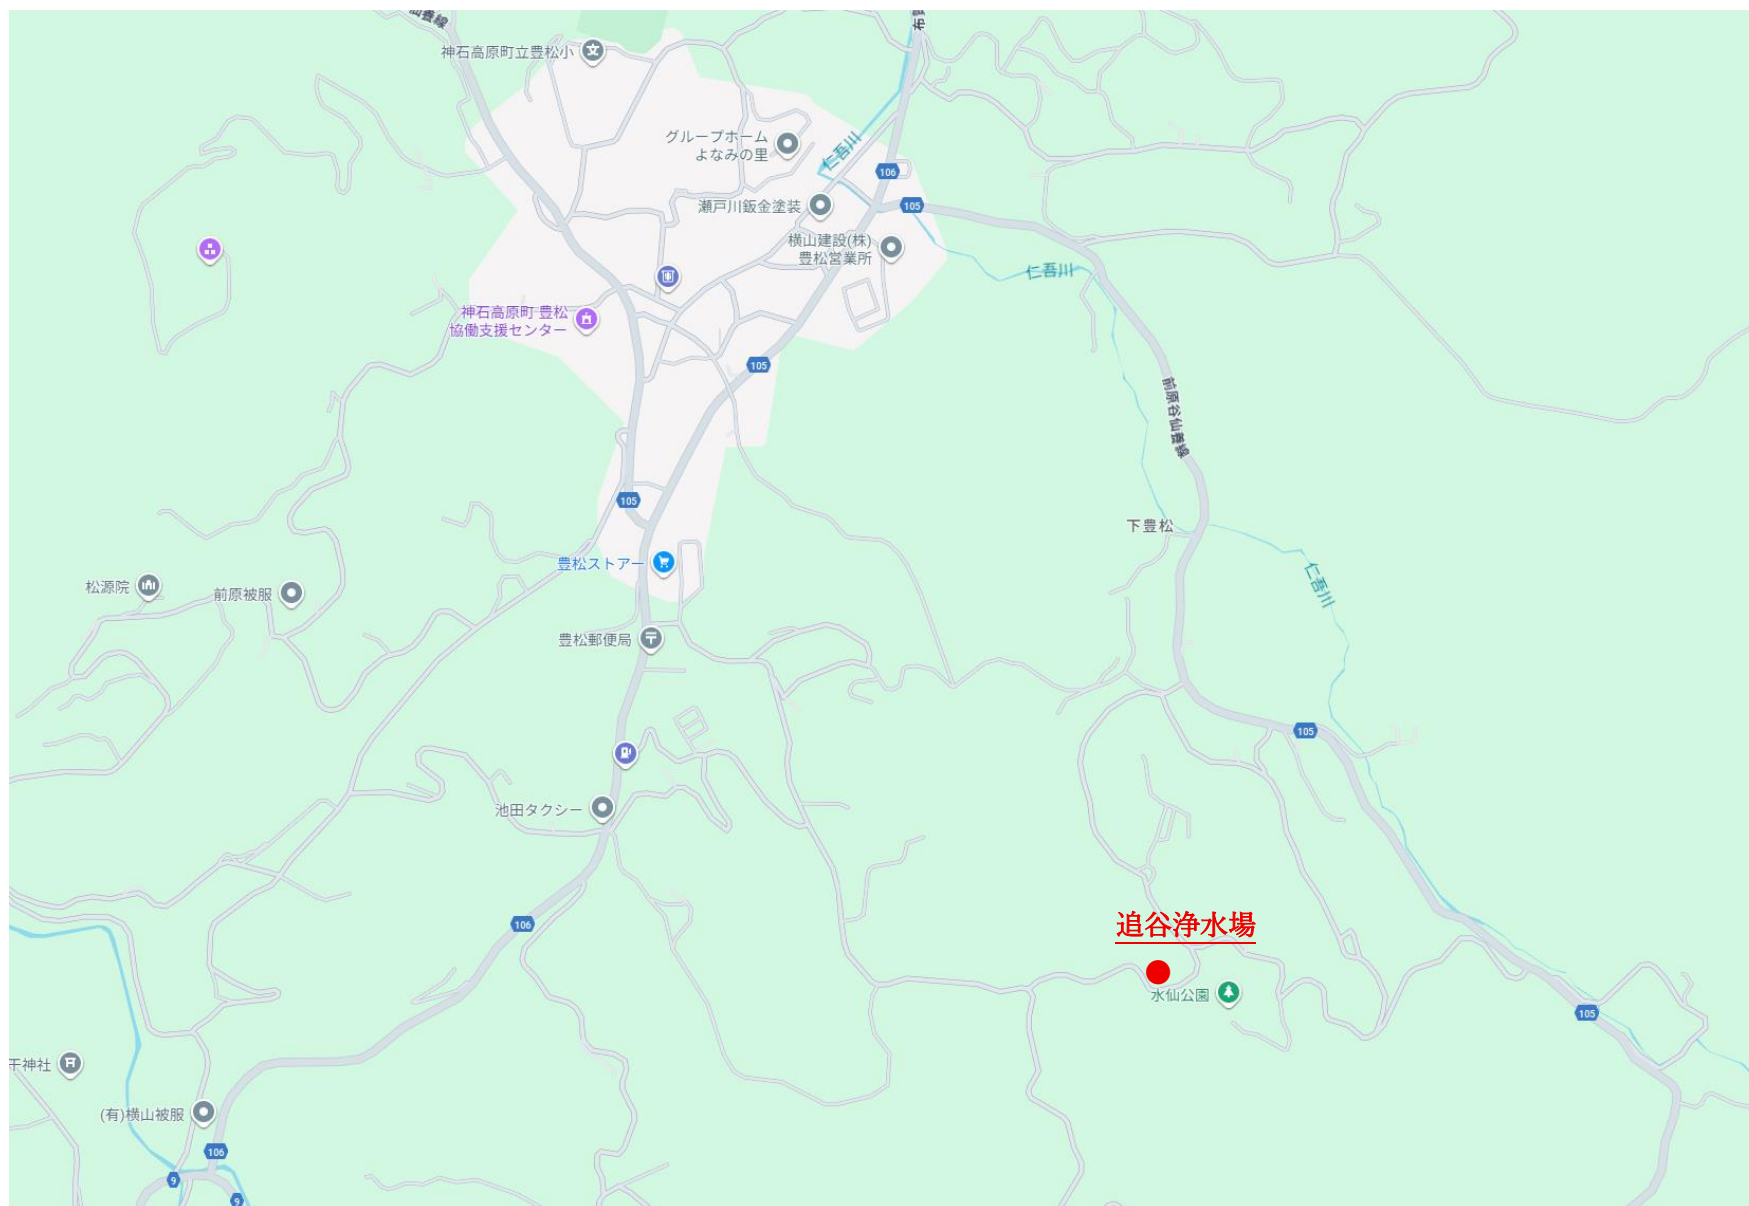 仙養線
布賀
神石高原町立豊松小
グループホーム
よなみの里
仁吾川
106
瀬戸川鈑金塗装
105
横山建設(株)
豊松営業所
仁吾川
神石高原町 豊松
協働支援センター
105
前原谷仙養線
105
下豊松
豊松ストアー
仁吾川
松源院
前原被服
豊松郵便局
105
池田タクシー
106
追谷浄水場
水仙公園
105
干神社
(有)横山被服
106
9
9